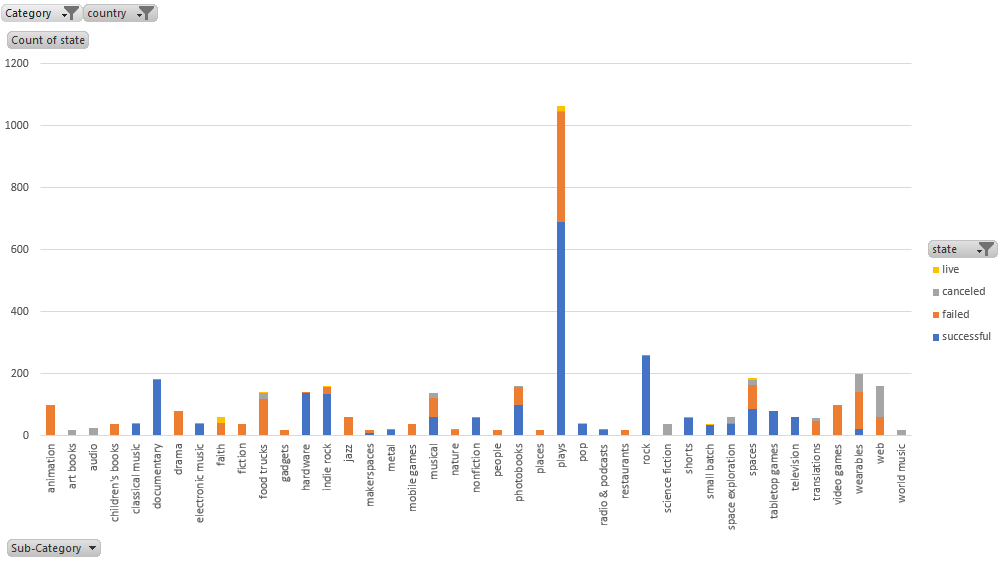 Category country
Count of state
1200
1000
800
600
400
200
0
animation
art books
audio
children's books
classical music
documentary
drama
electronic music
faith
fiction
food trucks
gadgets
hardware
indie rock
jazz
makerspaces
metal
mobile games
musical
nature
nonfiction
people
photobooks
places
plays
pop
radio & podcasts
restaurants
rock
science fiction
shorts
small batch
space exploration
spaces
tabletop games
television
translations
video games
wearables
web
world music
state
live
canceled
failed
successful
Sub-Category